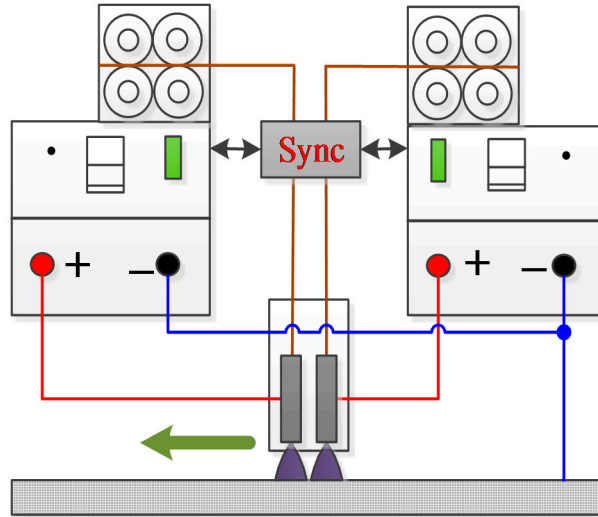 Sync
+ –
+ –